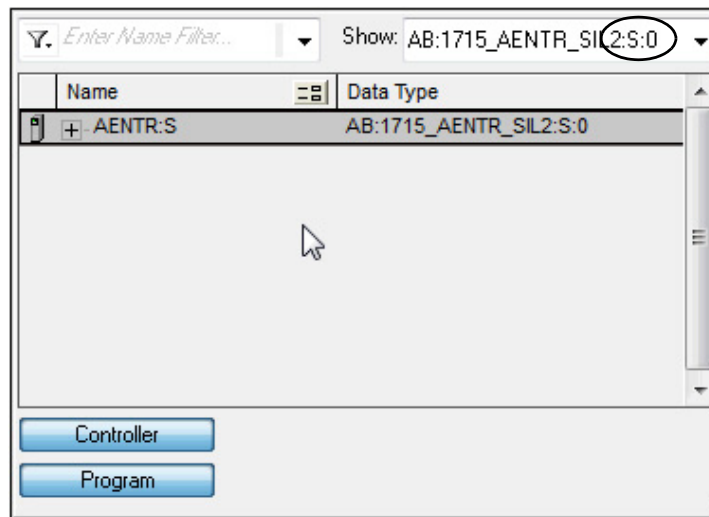 Enter Name Filter... Show: AB:1715_AENTR_SIL2:S:0
Name Data Type
AENTR:S AB:1715_AENTR_SIL2:S:0
Controller
Program